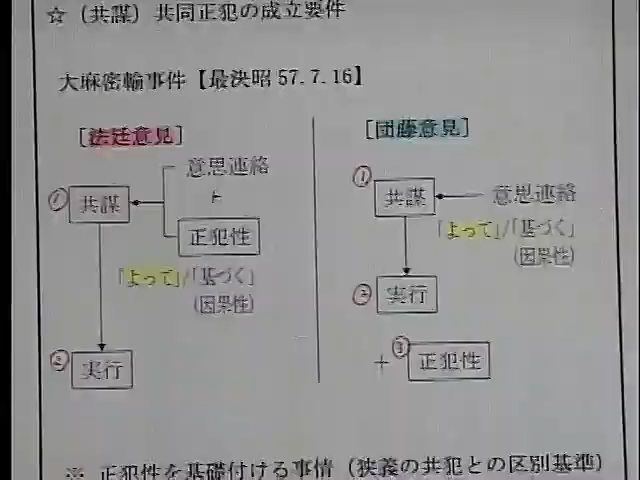 ☆（共謀）共同正犯の成立要件
大麻密輸事件【最決昭57.7.16】
［法廷意見］
意思連絡
＋
① 共謀
正犯性
「よって」/「基づく」
（因果性）
② 実行
［団藤意見］
① 共謀
意思連絡
「よって」/「基づく」
（因果性）
② 実行
＋ ③ 正犯性
※ 正犯性を基礎付ける事情（狭義の共犯との区別基準）